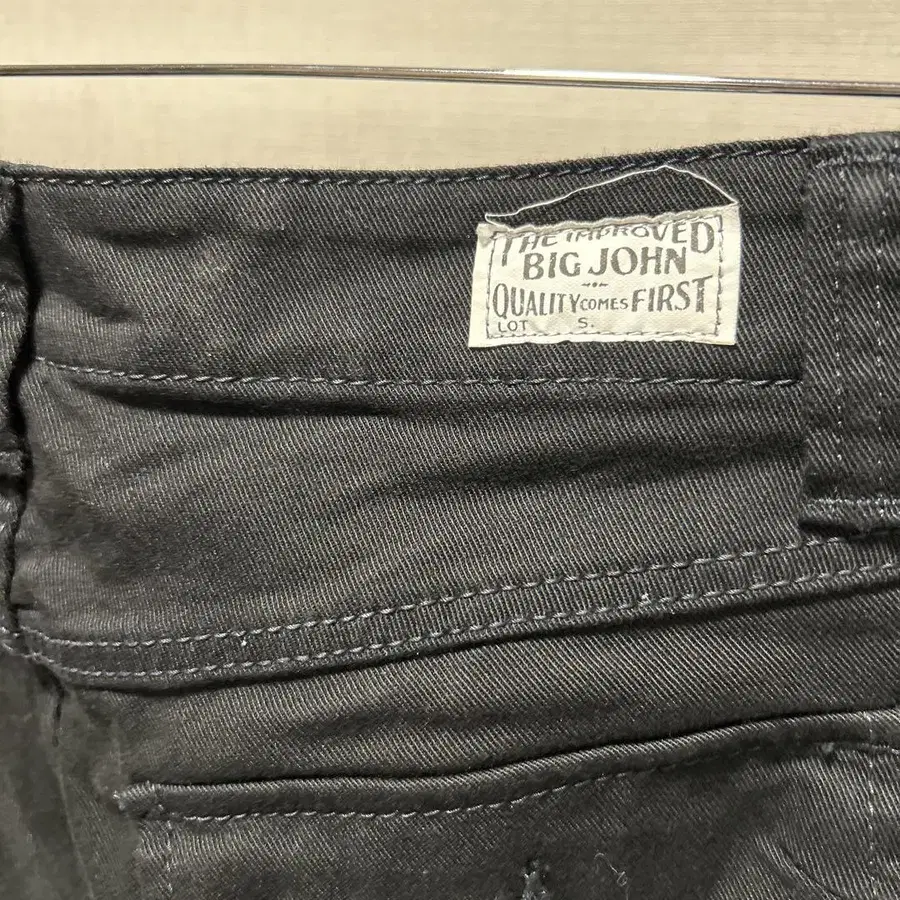 THE IMPROVED
BIG JOHN
QUALITY COMES FIRST
LOT S.